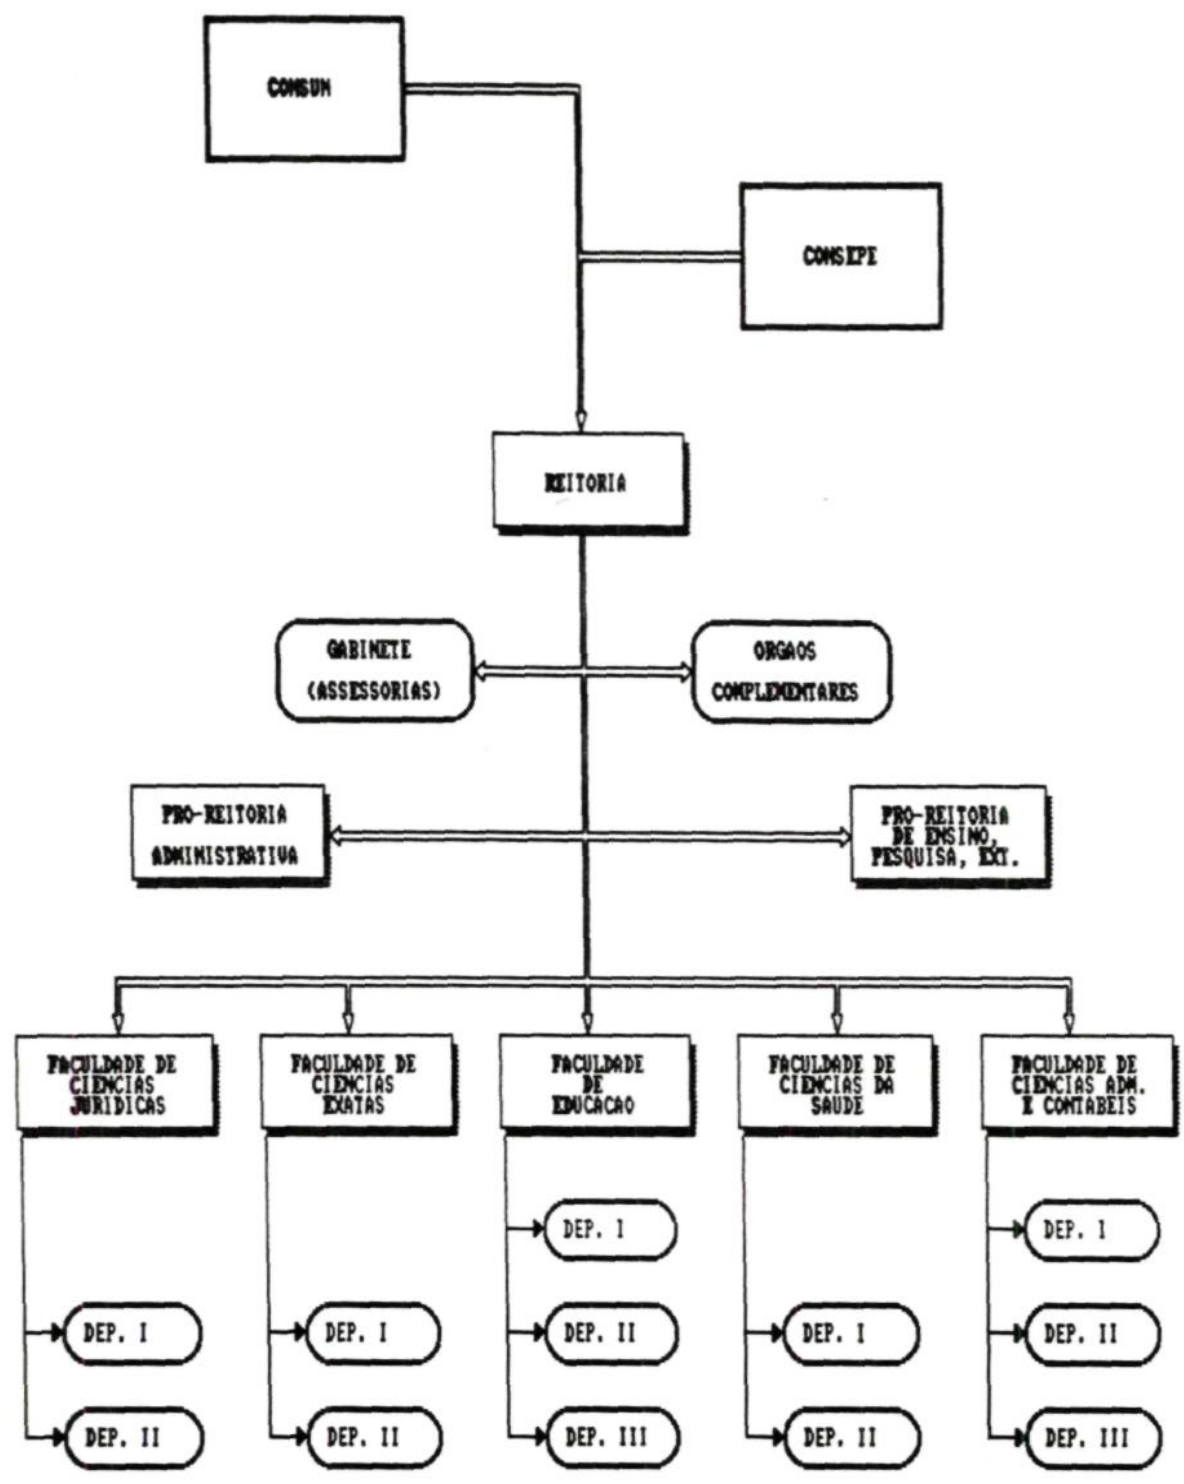 CONSUN
CONSEPE
REITORIA
GABINETE
(ASSESSORIAS)
ORGAOS
COMPLEMENTARES
PRO-REITORIA
ADMINISTRATIVA
PRO-REITORIA
DE ENSINO,
PESQUISA, EXT.
FACULDADE DE
CIENCIAS
JURIDICAS
FACULDADE DE
CIENCIAS
EXATAS
FACULDADE
DE
EDUCACAO
FACULDADE DE
CIENCIAS DA
SAUDE
FACULDADE DE
CIENCIAS ADM.
E CONTABEIS
DEP. I
DEP. II
DEP. I
DEP. II
DEP. I
DEP. II
DEP. III
DEP. I
DEP. II
DEP. I
DEP. II
DEP. III